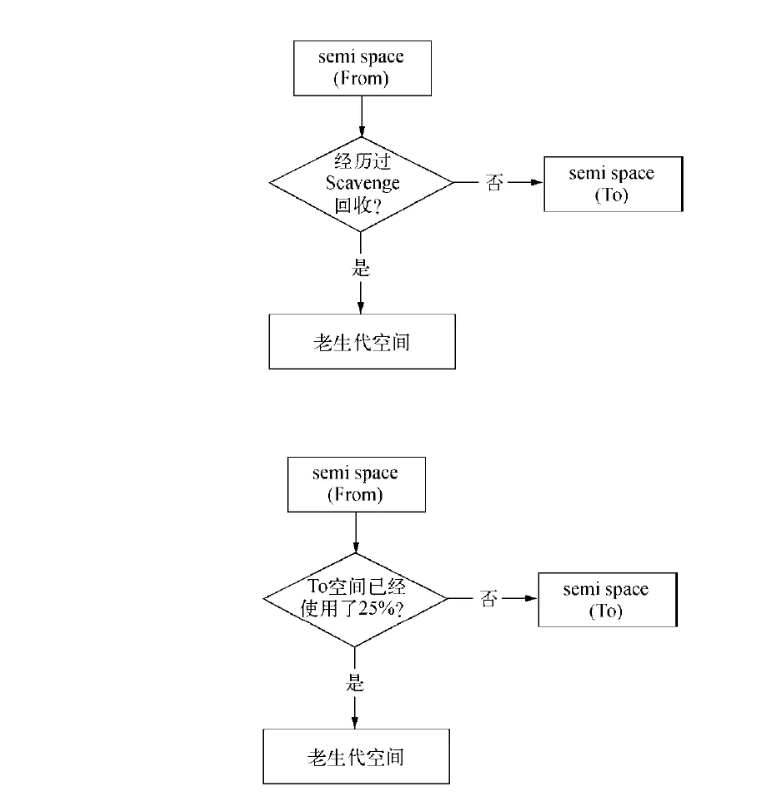 semi space
(From)
经历过
Scavenge
回收?
否
semi space
(To)
是
老生代空间
semi space
(From)
To空间已经
使用了25%?
否
semi space
(To)
是
老生代空间